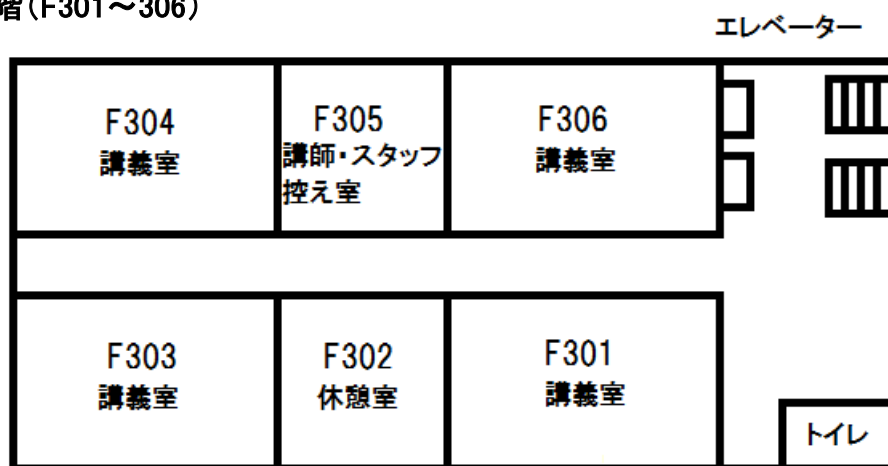 階(F301～306)
エレベーター
F304
講義室
F305
講師・スタッフ
控え室
F306
講義室
F303
講義室
F302
休憩室
F301
講義室
トイレ